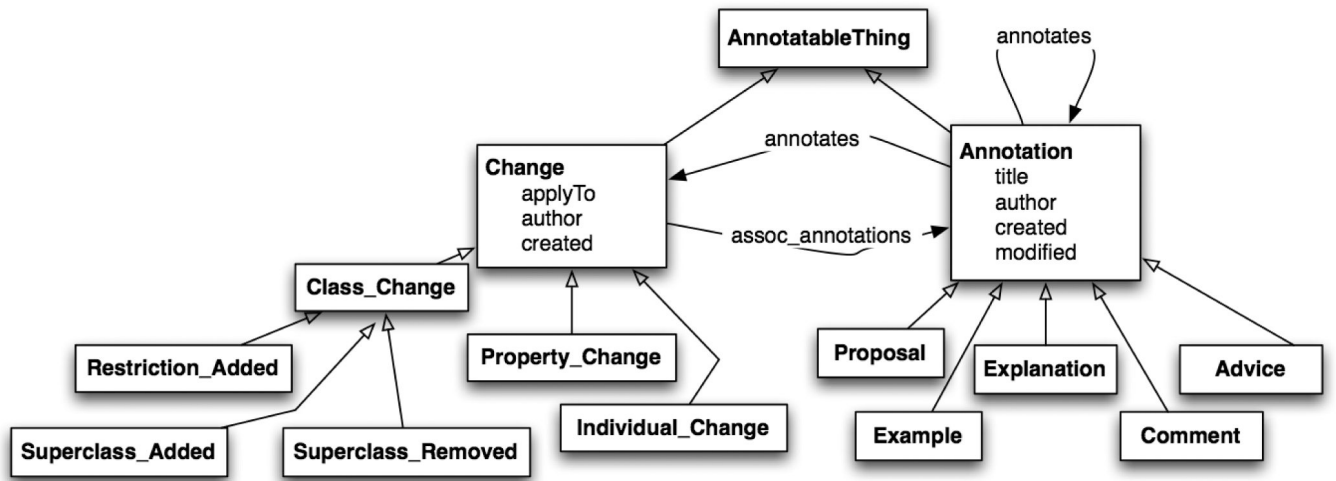 AnnotatableThing
annotates
annotates
Annotation
title
author
created
modified
Change
applyTo
author
created
assoc_annotations
Class_Change
Restriction_Added
Property_Change
Proposal
Explanation
Advice
Superclass_Added
Superclass_Removed
Individual_Change
Example
Comment